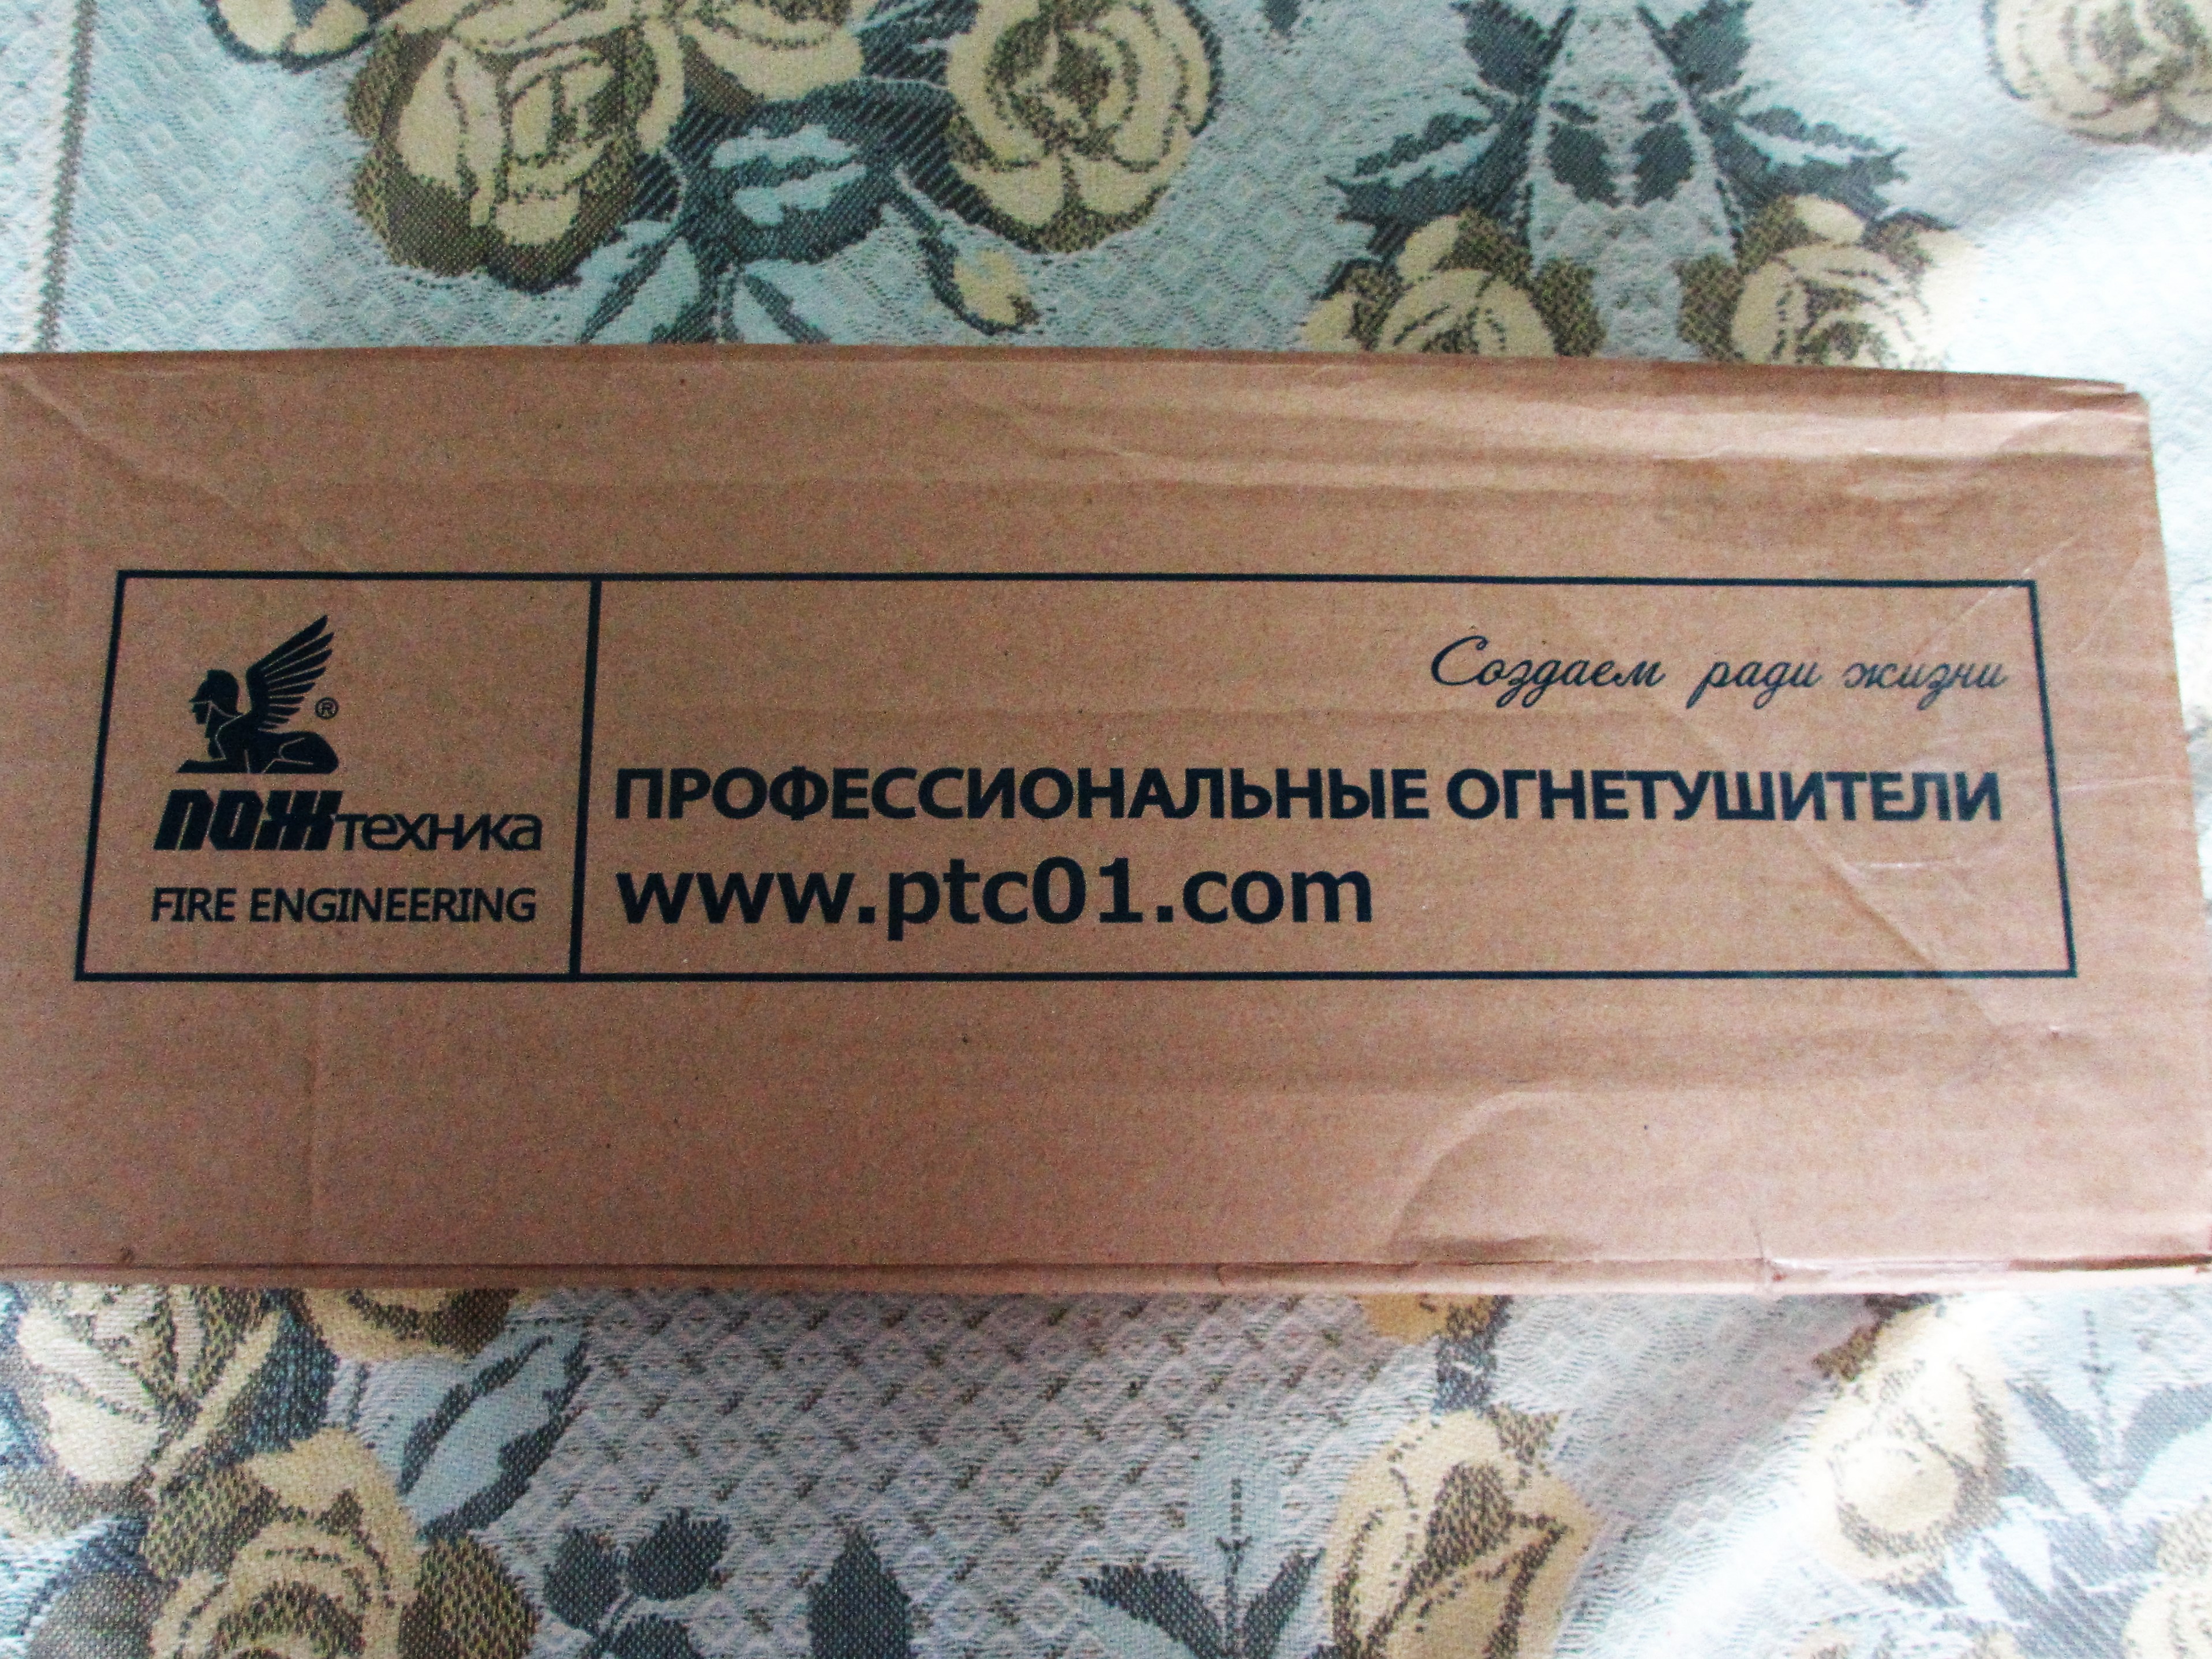 ®
ПОЖтехника
FIRE ENGINEERING
Создаем ради жизни
ПРОФЕССИОНАЛЬНЫЕ ОГНЕТУШИТЕЛИ
www.ptc01.com